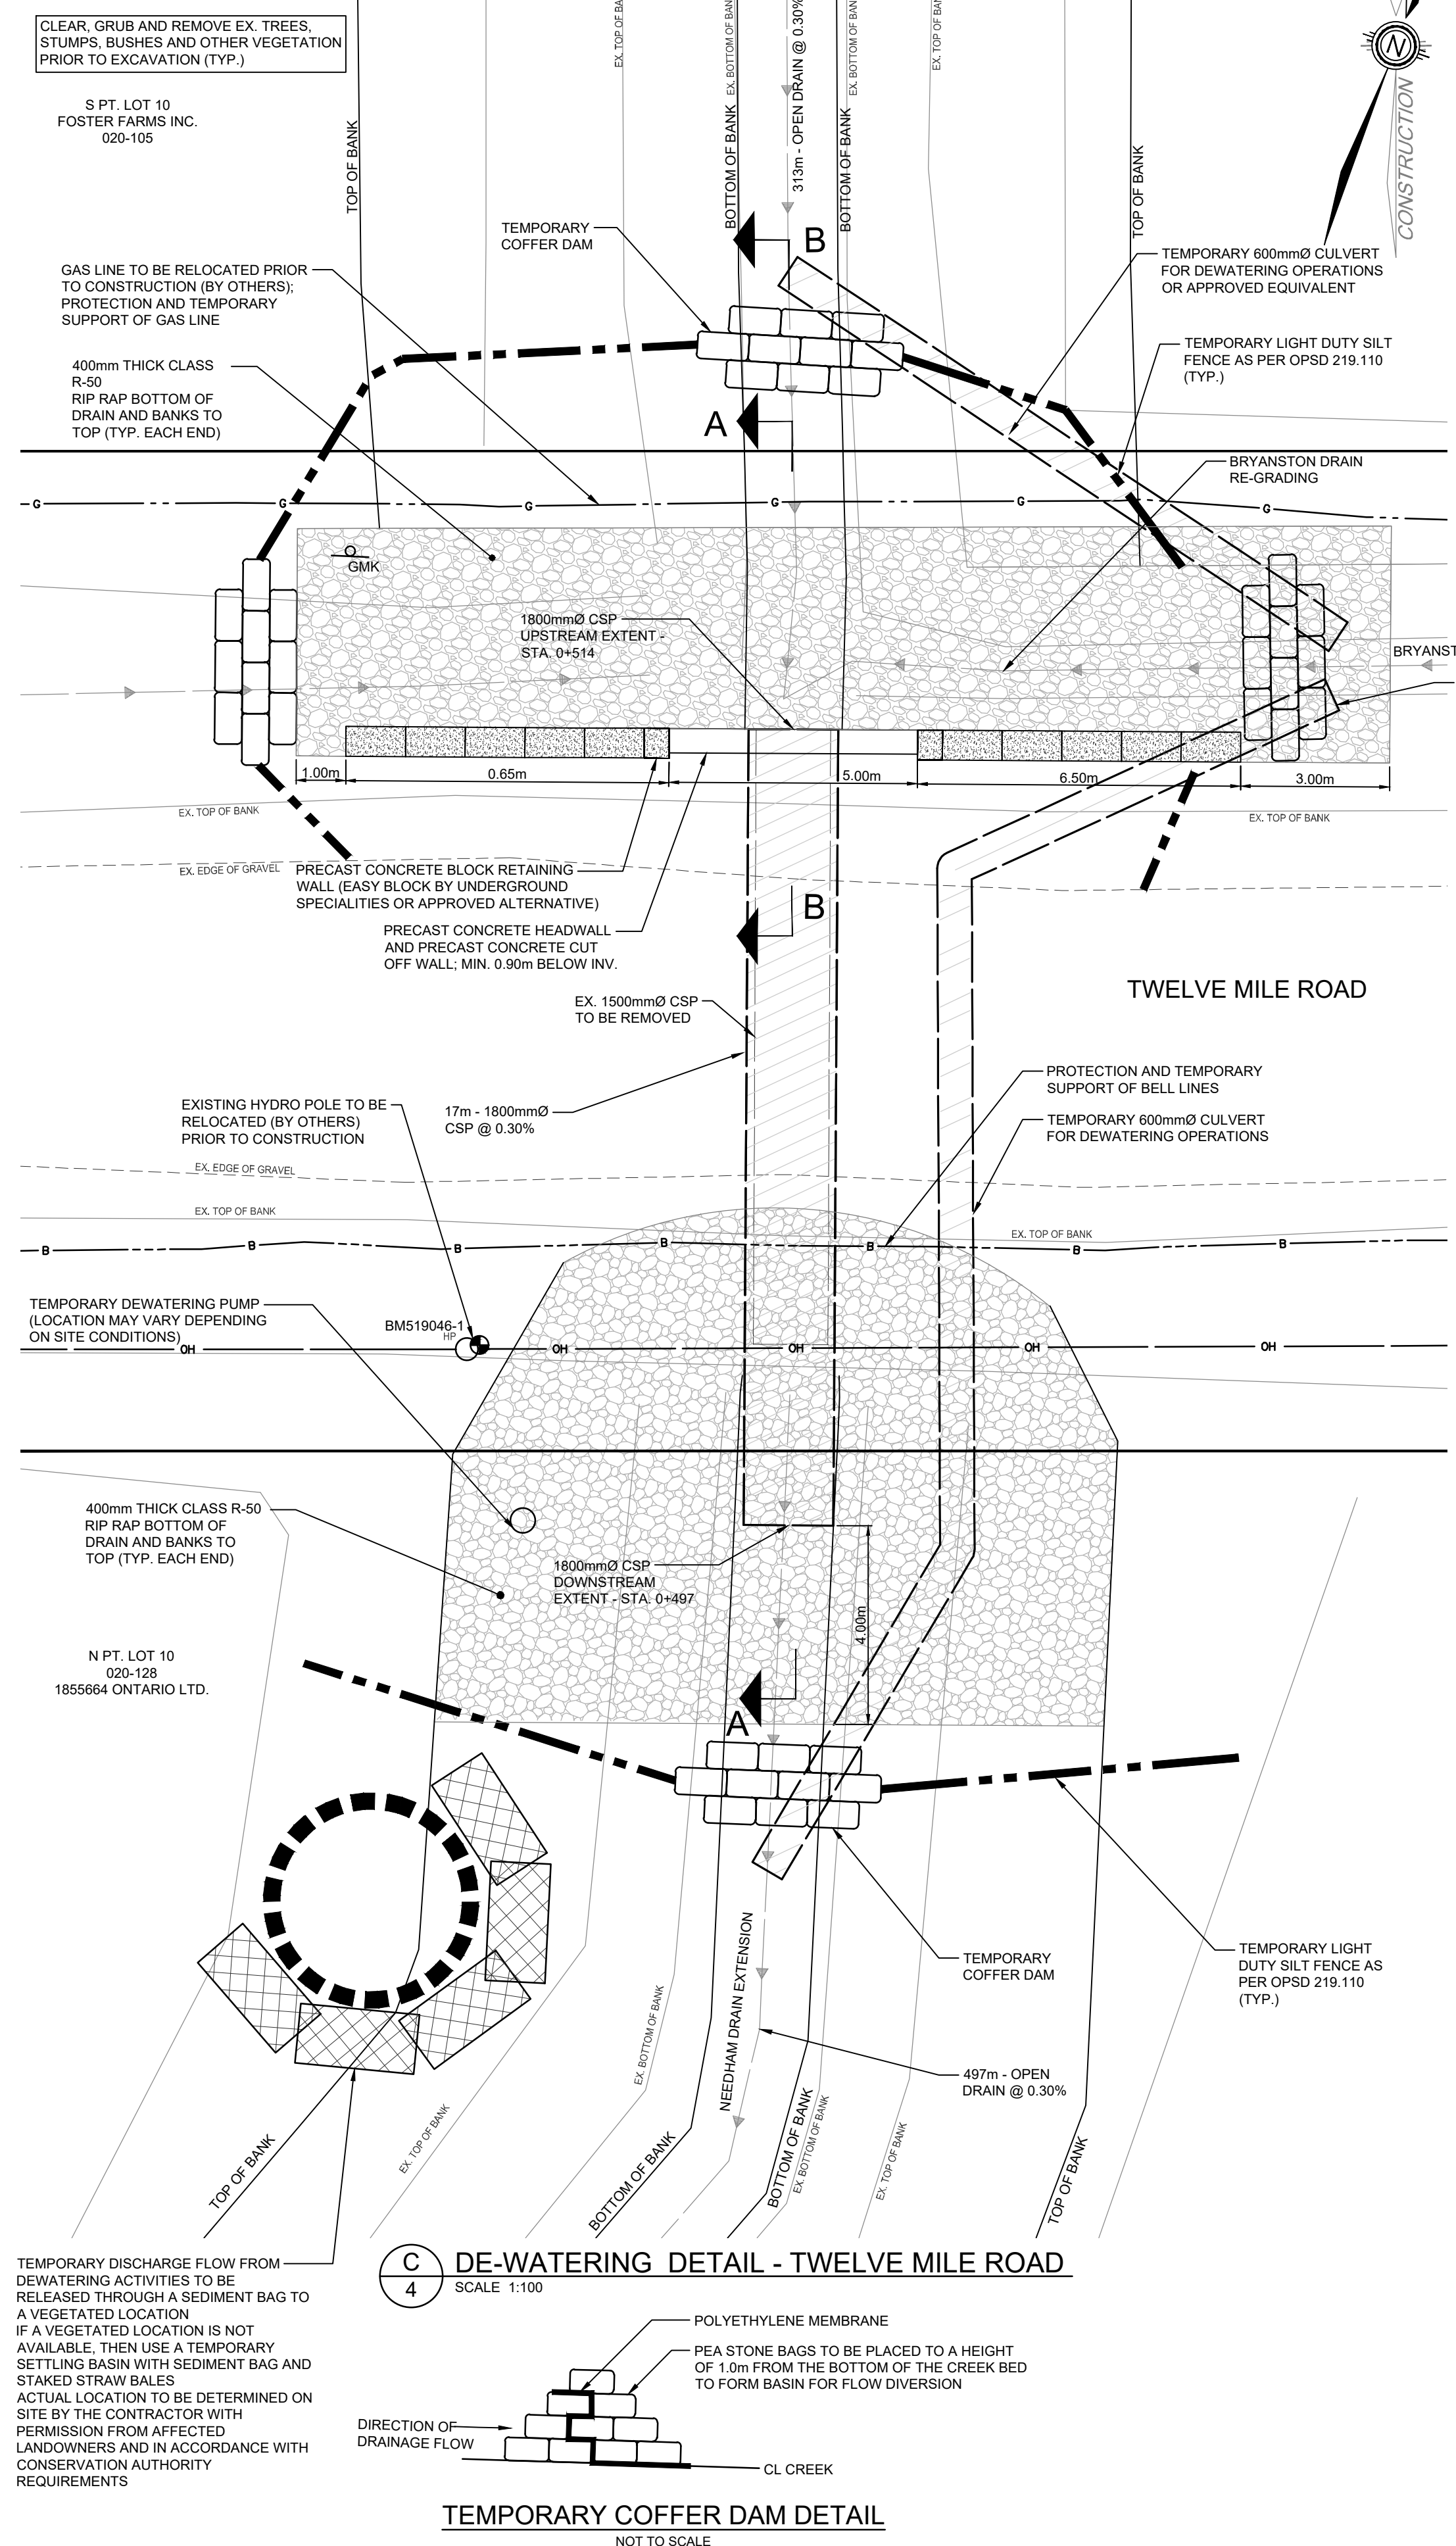 CLEAR, GRUB AND REMOVE EX. TREES,
STUMPS, BUSHES AND OTHER VEGETATION
PRIOR TO EXCAVATION (TYP.)
S PT. LOT 10
FOSTER FARMS INC.
020-105
TOP OF BANK
EX. BOTTOM OF BANK
BOTTOM OF BANK
313m - OPEN DRAIN @ 0.30%
EX. BOTTOM OF BAN
BOTTOM OF BANK
TOP OF BANK
N
CONSTRUCTION
TEMPORARY
COFFER DAM
B
TEMPORARY 600mmØ CULVERT
FOR DEWATERING OPERATIONS
OR APPROVED EQUIVALENT
GAS LINE TO BE RELOCATED PRIOR
TO CONSTRUCTION (BY OTHERS);
PROTECTION AND TEMPORARY
SUPPORT OF GAS LINE
TEMPORARY LIGHT DUTY SILT
FENCE AS PER OPSD 219.110
(TYP.)
400mm THICK CLASS
R-50
RIP RAP BOTTOM OF
DRAIN AND BANKS TO
TOP (TYP. EACH END)
A
BRYANSTON DRAIN
RE-GRADING
G G G G G G
GMK
1800mmØ CSP
UPSTREAM EXTENT -
STA. 0+514
BRYANST
1.00m 0.65m 5.00m 6.50m 3.00m
EX. TOP OF BANK
EX. TOP OF BANK
EX. EDGE OF GRAVEL
PRECAST CONCRETE BLOCK RETAINING
WALL (EASY BLOCK BY UNDERGROUND
SPECIALITIES OR APPROVED ALTERNATIVE)
B
PRECAST CONCRETE HEADWALL
AND PRECAST CONCRETE CUT
OFF WALL; MIN. 0.90m BELOW INV.
TWELVE MILE ROAD
EX. 1500mmØ CSP
TO BE REMOVED
PROTECTION AND TEMPORARY
SUPPORT OF BELL LINES
EXISTING HYDRO POLE TO BE
RELOCATED (BY OTHERS)
PRIOR TO CONSTRUCTION
17m - 1800mmØ
CSP @ 0.30%
TEMPORARY 600mmØ CULVERT
FOR DEWATERING OPERATIONS
EX. EDGE OF GRAVEL
EX. TOP OF BANK
EX. TOP OF BANK
B B B B B B B
TEMPORARY DEWATERING PUMP
(LOCATION MAY VARY DEPENDING
ON SITE CONDITIONS)
BM519046-1
HP
OH OH OH OH OH
400mm THICK CLASS R-50
RIP RAP BOTTOM OF
DRAIN AND BANKS TO
TOP (TYP. EACH END)
1800mmØ CSP
DOWNSTREAM
EXTENT - STA. 0+497
4.00m
N PT. LOT 10
020-128
1855664 ONTARIO LTD.
A
TEMPORARY
COFFER DAM
TEMPORARY LIGHT
DUTY SILT FENCE AS
PER OPSD 219.110
(TYP.)
NEEDHAM DRAIN EXTENSION
497m - OPEN
DRAIN @ 0.30%
TOP OF BANK
EX. TOP OF BANK
EX. BOTTOM OF BANK
BOTTOM OF BANK
BOTTOM OF BANK
EX. BOTTOM OF BANK
EX. TOP OF BANK
TOP OF BANK
C
4
DE-WATERING DETAIL - TWELVE MILE ROAD
SCALE 1:100
TEMPORARY DISCHARGE FLOW FROM
DEWATERING ACTIVITIES TO BE
RELEASED THROUGH A SEDIMENT BAG TO
A VEGETATED LOCATION
IF A VEGETATED LOCATION IS NOT
AVAILABLE, THEN USE A TEMPORARY
SETTLING BASIN WITH SEDIMENT BAG AND
STAKED STRAW BALES
ACTUAL LOCATION TO BE DETERMINED ON
SITE BY THE CONTRACTOR WITH
PERMISSION FROM AFFECTED
LANDOWNERS AND IN ACCORDANCE WITH
CONSERVATION AUTHORITY
REQUIREMENTS
POLYETHYLENE MEMBRANE
PEA STONE BAGS TO BE PLACED TO A HEIGHT
OF 1.0m FROM THE BOTTOM OF THE CREEK BED
TO FORM BASIN FOR FLOW DIVERSION
DIRECTION OF
DRAINAGE FLOW
CL CREEK
TEMPORARY COFFER DAM DETAIL
NOT TO SCALE